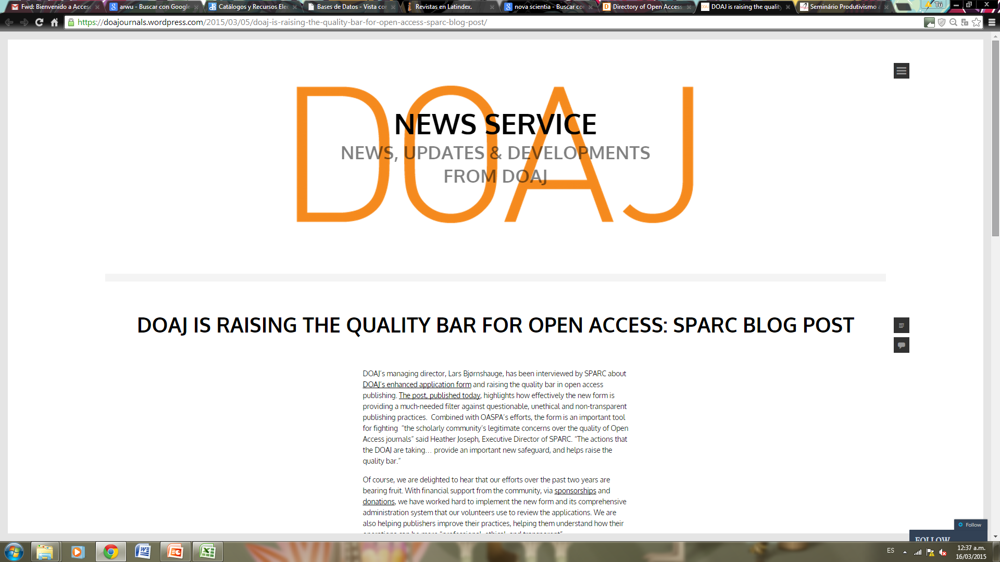 Fwd: Bienvenido a Acceso
arwu - Buscar con Google
Catálogos y Recursos Elec
Bases de Datos - Vista con
Revistas en Latindex.
nova scientia - Buscar co
Directory of Open Access
DOAJ is raising the quality
Seminário Produtivismo a
Tú
https://doajournals.wordpress.com/2015/03/05/doaj-is-raising-the-quality-bar-for-open-access-sparc-blog-post/
DOAJ
NEWS SERVICE
NEWS, UPDATES & DEVELOPMENTS
FROM DOAJ
DOAJ IS RAISING THE QUALITY BAR FOR OPEN ACCESS: SPARC BLOG POST
DOAJ’s managing director, Lars Bjørnshauge, has been interviewed by SPARC about
DOAJ’s enhanced application form and raising the quality bar in open access
publishing. The post, published today, highlights how effectively the new form is
providing a much-needed filter against questionable, unethical and non-transparent
publishing practices.  Combined with OASPA’s efforts, the form is an important tool
for fighting  “the scholarly community’s legitimate concerns over the quality of Open
Access journals” said Heather Joseph, Executive Director of SPARC. “The actions that
the DOAJ are taking… provide an important new safeguard, and helps raise the
quality bar.”
Of course, we are delighted to hear that our efforts over the past two years are
bearing fruit. With financial support from the community, via sponsorships and
donations, we have worked hard to implement the new form and its comprehensive
administration system that our volunteers use to review the applications. We are
also helping publishers improve their practices, helping them understand how their
operations can be more “professional, ethical, and transparent”
Follow
FOLLOW
ES
12:37 a.m.
16/03/2015